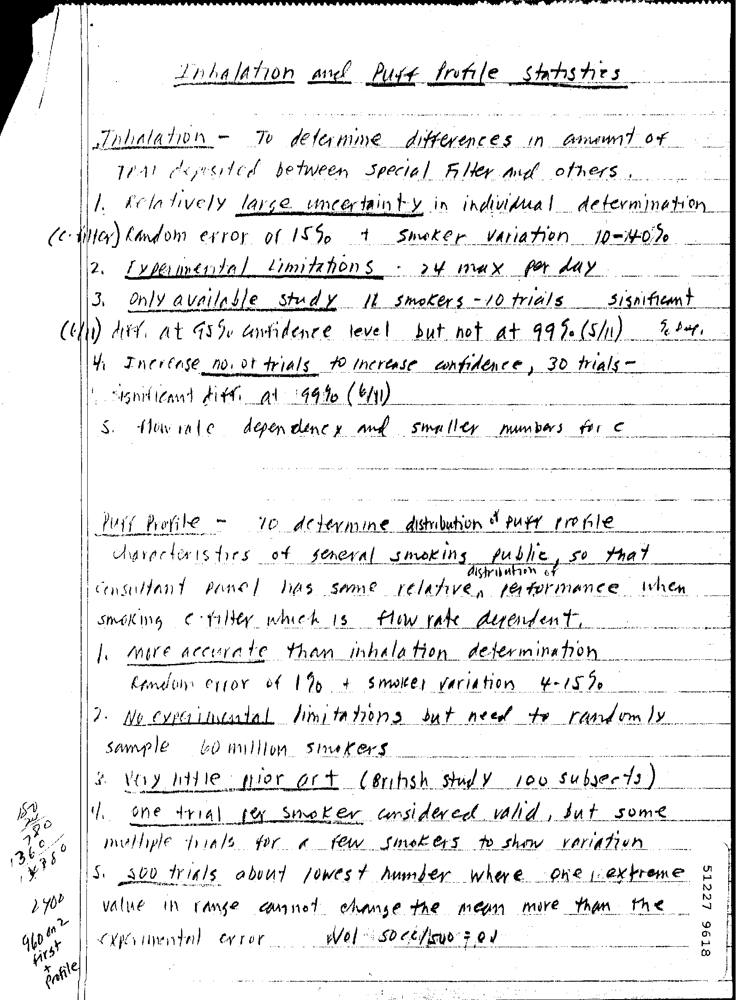 Inhalation and Puff Profile Statistics
Inhalation - To determine differences in amount of
TPM deposited between special Filter and others.
1. Relatively large uncertainty in individual determination
(C-filter) Random error of 15% + smoker variation 10-40%
2. Experimental Limitations - 24 max per day
3. Only available study 11 smokers - 10 trials significant
(6/11) diff. at 95% confidence level but not at 99% (5/11)
4. Increase no. of trials to increase confidence, 30 trials -
significant diff. at 99% (6/11)
5. flow rate dependency and smaller numbers for C
Puff Profile - To determine distribution of puff profile
characteristics of general smoking public, so that
distribution of
consultant panel has same relative performance when
smoking C-filter which is flow rate dependent.
1. more accurate than inhalation determination
Random error of 1% + smoker variation 4-15%
2. No experimental limitations but need to randomly
sample 60 million smokers
3. Very little prior art (British study 100 subjects)
4. one trial per smoker considered valid, but some
multiple trials for a few smokers to show variation
5. 500 trials about lowest number where one extreme
value in range cannot change the mean more than the
experimental error Vol 50cc/500 = 0.1
780
360
2400
960 on 2
first
+
Profile
51227 9618